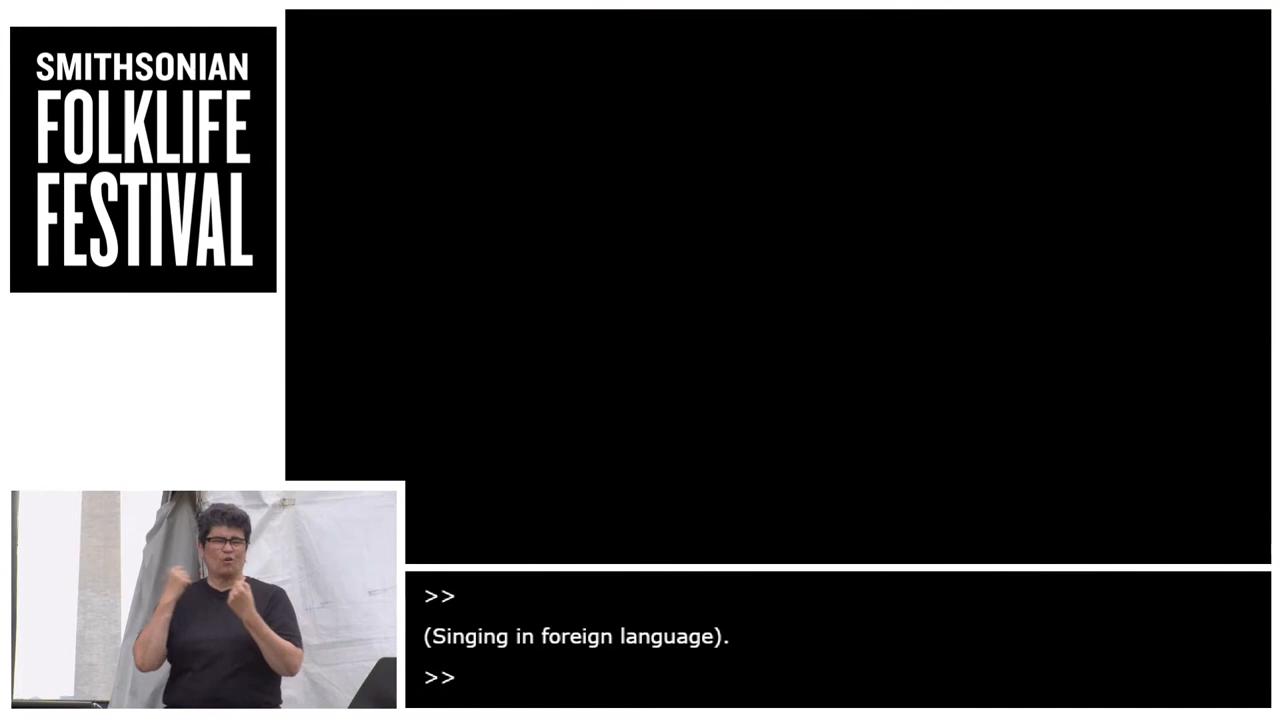 SMITHSONIAN
FOLKLIFE
FESTIVAL
>>
(Singing in foreign language).
>>